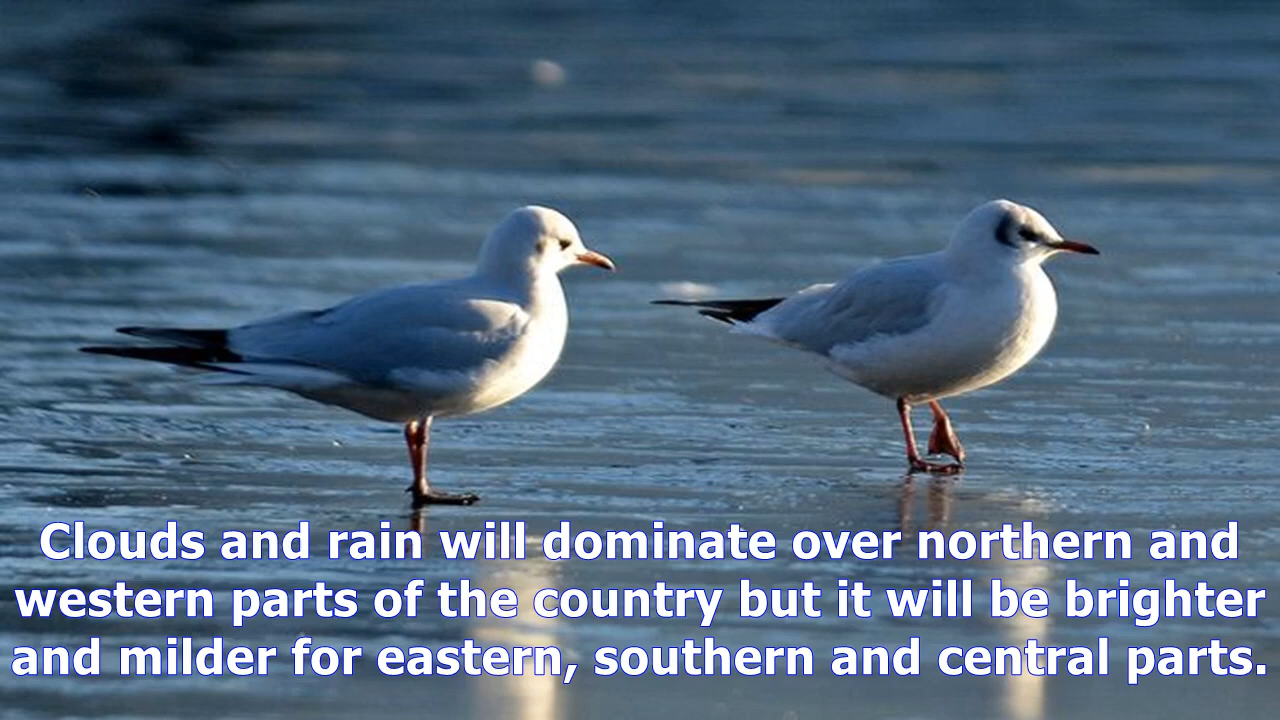 Clouds and rain will dominate over northern and
western parts of the country but it will be brighter
and milder for eastern, southern and central parts.